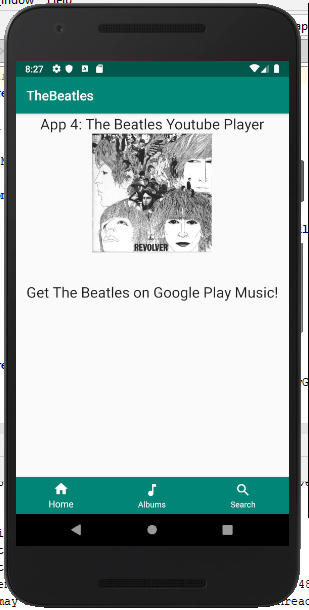 8:27
TheBeatles
App 4: The Beatles Youtube Player
REVOLVER
Get The Beatles on Google Play Music!
Home
Albums
Search